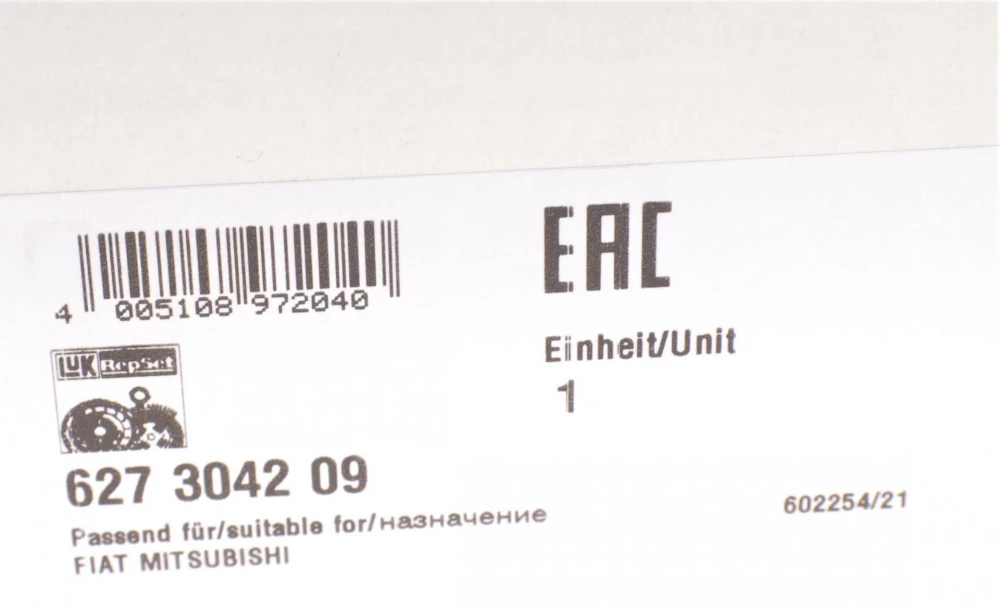 4 005108 972040
EAC
LuK RepSet
Einheit/Unit
1
627 3042 09
Passend für/suitable for/назначение
FIAT MITSUBISHI
602254/21